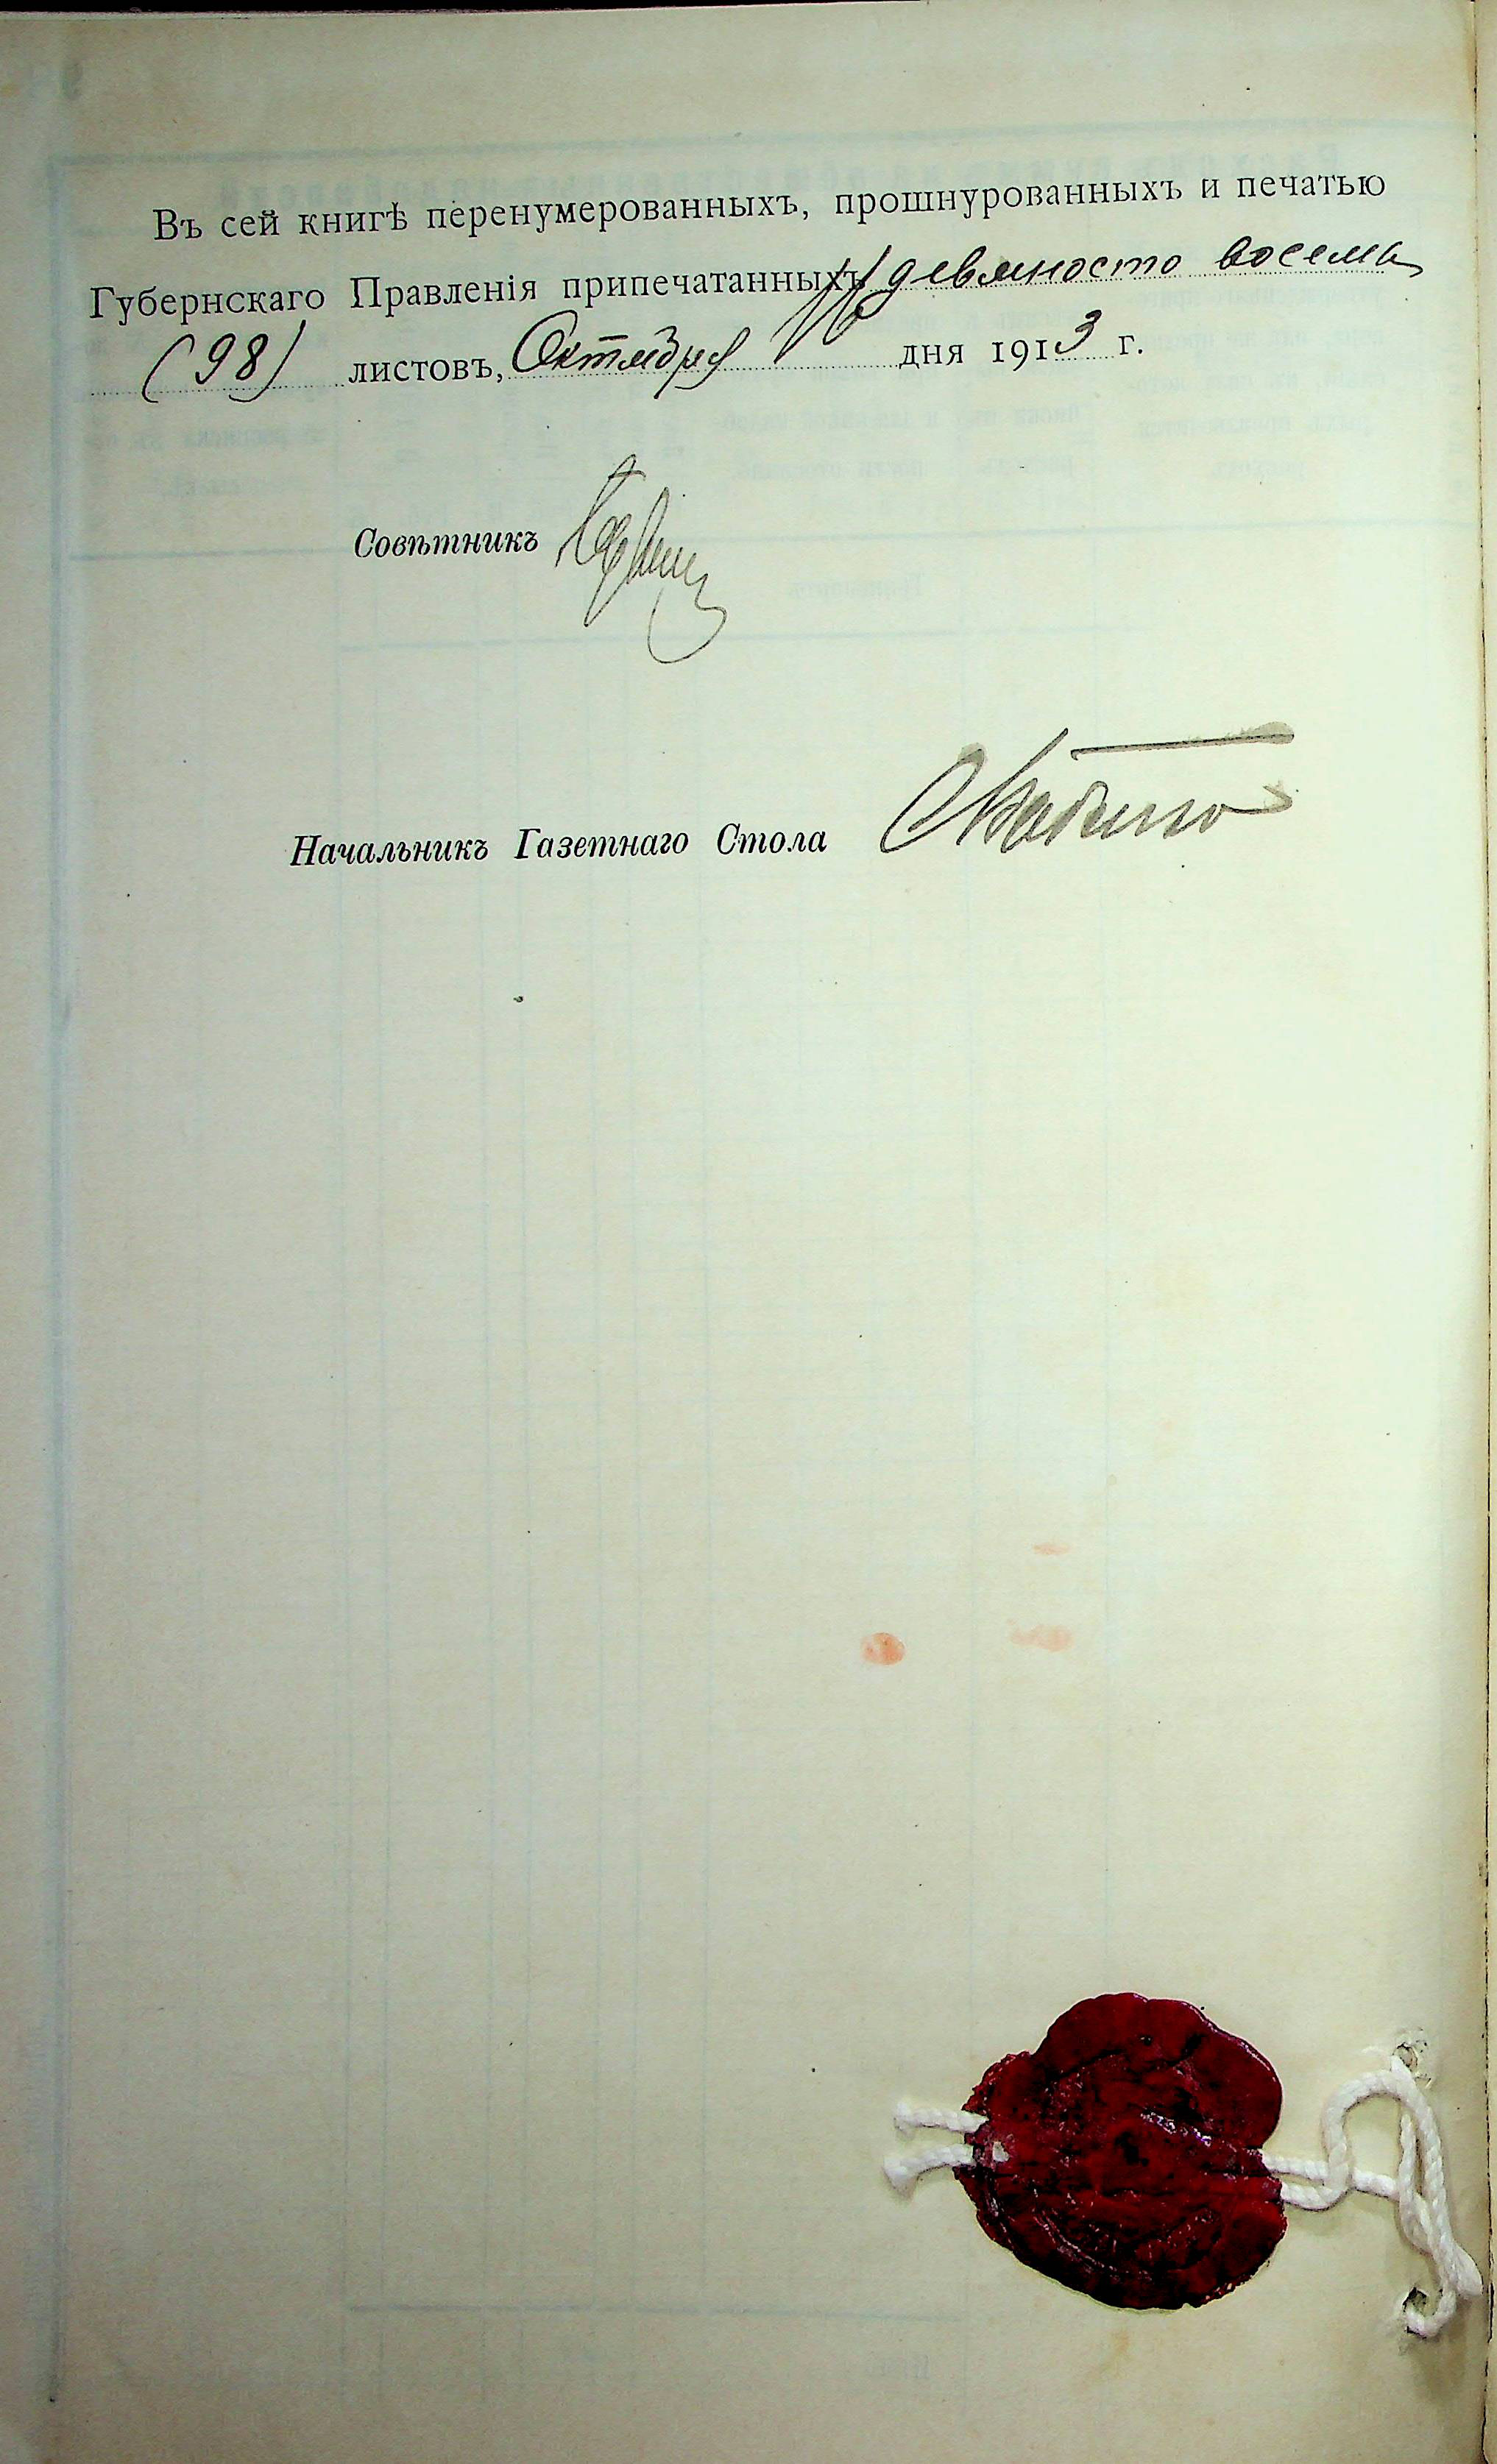 Въ сей книгѣ перенумерованныхъ, прошнурованныхъ и печатью
Губернскаго Правленія припечатанныхъ девяносто восемь
(98) листовъ, Октября дня 1913 г.
Совѣтникъ
Начальникъ Газетнаго Стола